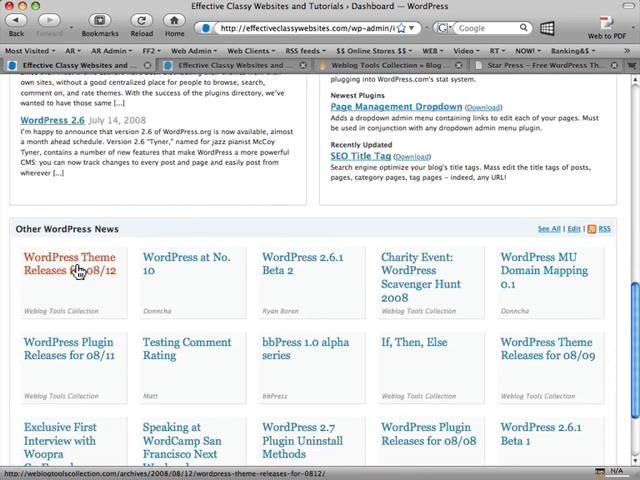 Effective Classy Websites and Tutorials › Dashboard — WordPress
http://effectiveclassywebsites.com/wp-admin/i
Google
Back
Forward
Bookmarks
Reload
Home
Web to PDF
Most Visited
AR
AR Admin
FF2
Web Admin
Web Clients
RSS feeds
$$ Online Stores $$
WEB
Video
RT
NOW!
Banking&$
Effective Classy Websites and ...
Effective Classy Websites and Tut...
Weblog Tools Collection » Blog ...
Star Press – Free WordPress Th...
own sites, without a good centralized place for people to browse, search,
comment on, and rate themes. With the success of the plugins directory, we've
wanted to have those same [...]
WordPress 2.6 July 14, 2008
I'm happy to announce that version 2.6 of WordPress.org is now available, almost
a month ahead schedule. Version 2.6 "Tyner," named for jazz pianist McCoy
Tyner, contains a number of new features that make WordPress a more powerful
CMS: you can now track changes to every post and page and easily post from
wherever [...]
plugging into WordPress.com's stat system.
Newest Plugins
Page Management Dropdown (Download)
Adds a dropdown admin menu containing links to edit each of your pages. Must
be used in conjunction with any dropdown admin menu plugin.
Recently Updated
SEO Title Tag (Download)
Search engine optimize your blog's title tags. Mass edit the title tags of posts,
pages, category pages, tag pages – indeed, any URL!
Other WordPress News
See All | Edit | RSS
WordPress Theme
Releases for 08/12
Weblog Tools Collection
WordPress at No.
10
Donncha
WordPress 2.6.1
Beta 2
Ryan Boren
Charity Event:
WordPress
Scavenger Hunt
2008
Weblog Tools Collection
WordPress MU
Domain Mapping
0.1
Donncha
WordPress Plugin
Releases for 08/11
Weblog Tools Collection
Testing Comment
Rating
Matt
bbPress 1.0 alpha
series
bbPress
If, Then, Else
Weblog Tools Collection
WordPress Theme
Releases for 08/09
Weblog Tools Collection
Exclusive First
Interview with
Woopra
Speaking at
WordCamp San
Francisco Next
WordPress 2.7
Plugin Uninstall
Methods
WordPress Plugin
Releases for 08/08
WordPress 2.6.1
Beta 1
http://weblogtoolscollection.com/archives/2008/08/12/wordpress-theme-releases-for-0812/
N/A